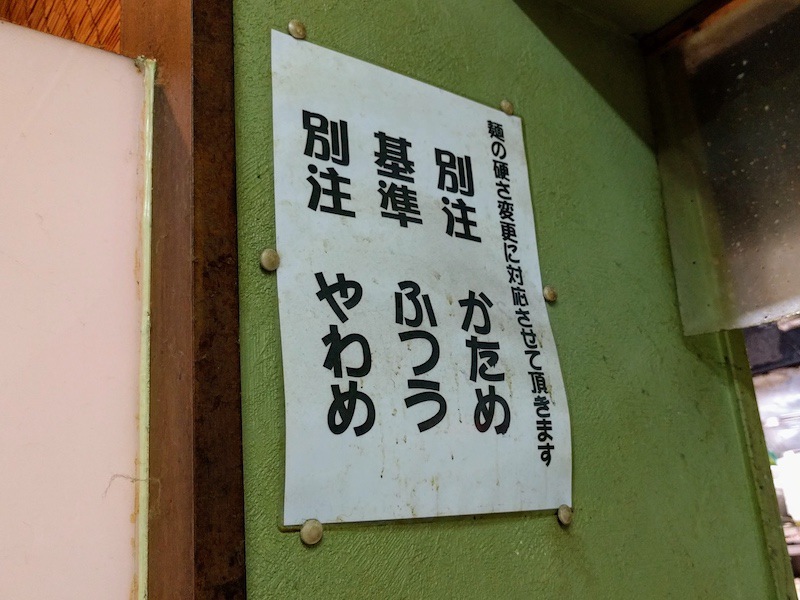 麺の硬さ変更に対応させて頂きます
別注 かため
基準 ふつう
別注 やわめ